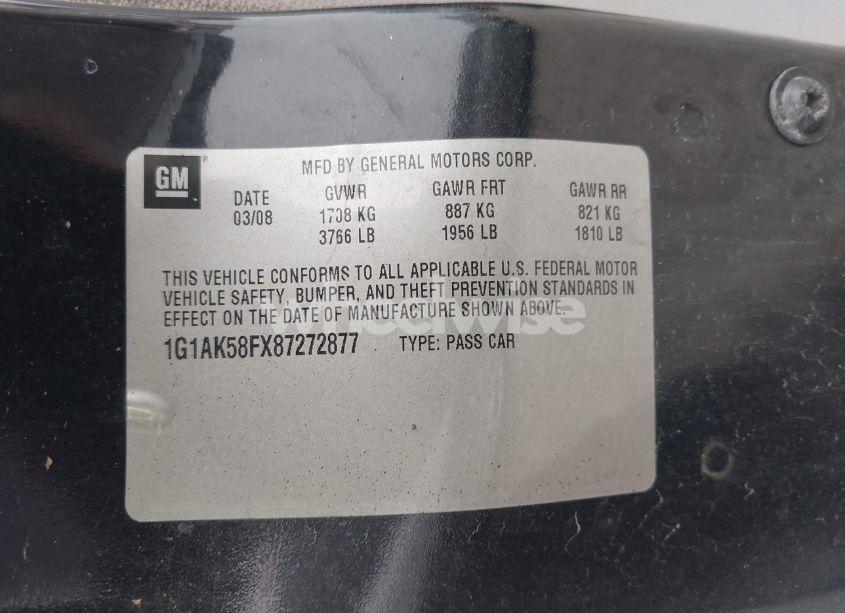 GM
MFD BY GENERAL MOTORS CORP.
DATE GVWR GAWR FRT GAWR RR
03/08 1708 KG 887 KG 821 KG
3766 LB 1956 LB 1810 LB
THIS VEHICLE CONFORMS TO ALL APPLICABLE U.S. FEDERAL MOTOR
VEHICLE SAFETY, BUMPER, AND THEFT PREVENTION STANDARDS IN
EFFECT ON THE DATE OF MANUFACTURE SHOWN ABOVE.
wheelwise
1G1AK58FX87272877 TYPE: PASS CAR